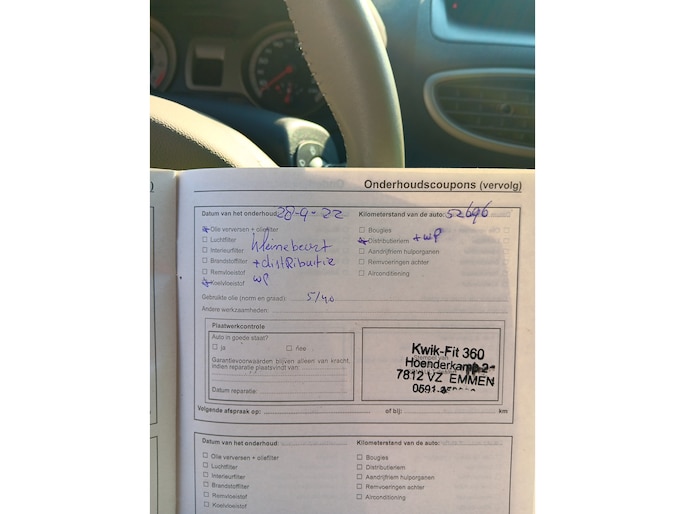 Onderhoudscoupons (vervolg)
Datum van het onderhoud: 28-9-22 Kilometerstand van de auto: 52696
Olie verversen + oliefilter
Luchtfilter
Interieurfilter
Brandstoffilter
Remvloeistof
Koelvloeistof
kleinebeurt
+distributie
wp
Bougies
Distributieriem +wp
Aandrijfriem hulporganen
Remvoeringen achter
Airconditioning
Gebruikte olie (norm en graad): 5/40
Andere werkzaamheden:
Plaatwerkcontrole
Auto in goede staat?
ja nee
Garantievoorwaarden blijven alleen van kracht,
indien reparatie plaatsvindt van:
Datum reparatie:
Kwik-Fit 360
7812 VZ EMMEN
Volgende afspraak op: of bij: km
Datum van het onderhoud: Kilometerstand van de auto:
Olie verversen + oliefilter
Luchtfilter
Interieurfilter
Brandstoffilter
Remvloeistof
Koelvloeistof
Bougies
Distributieriem
Aandrijfriem hulporganen
Remvoeringen achter
Airconditioning